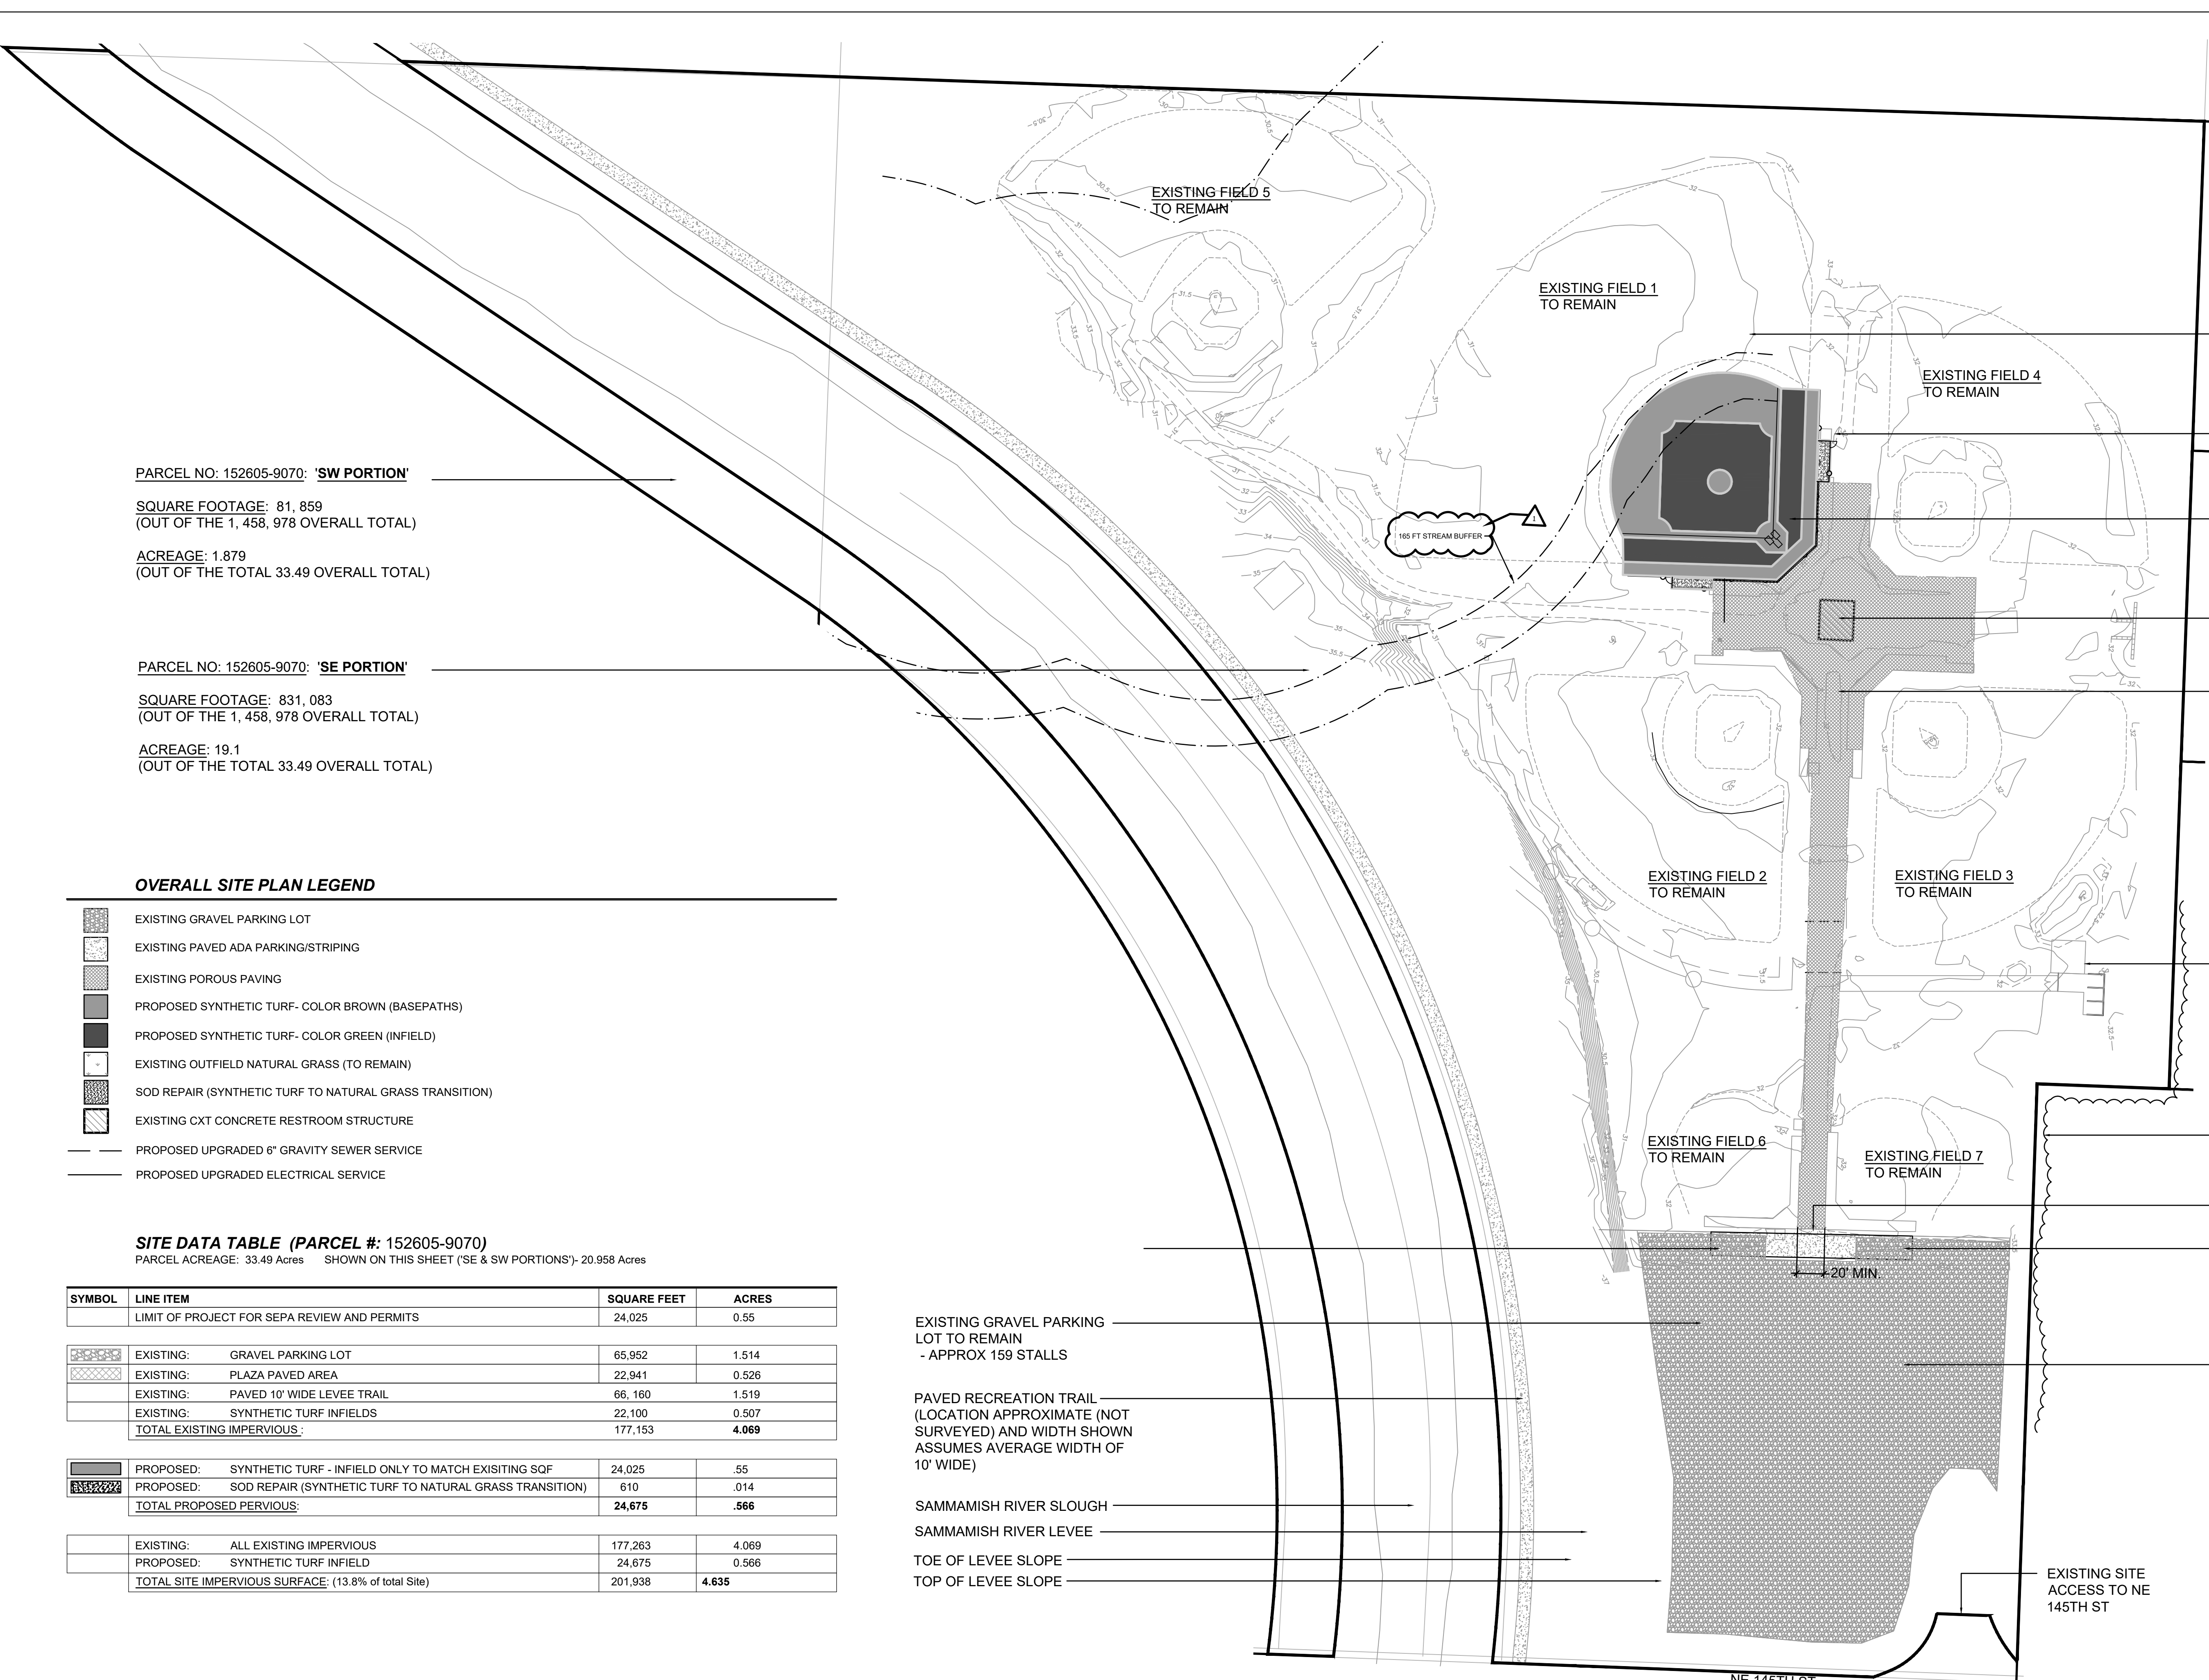 EXISTING FIELD 5
TO REMAIN
EXISTING FIELD 1
TO REMAIN
EXISTING FIELD 4
TO REMAIN
165 FT STREAM BUFFER
1
PARCEL NO: 152605-9070: 'SW PORTION'
SQUARE FOOTAGE: 81, 859
(OUT OF THE 1, 458, 978 OVERALL TOTAL)
ACREAGE: 1.879
(OUT OF THE TOTAL 33.49 OVERALL TOTAL)
PARCEL NO: 152605-9070: 'SE PORTION'
SQUARE FOOTAGE: 831, 083
(OUT OF THE 1, 458, 978 OVERALL TOTAL)
ACREAGE: 19.1
(OUT OF THE TOTAL 33.49 OVERALL TOTAL)
EXISTING FIELD 2
TO REMAIN
EXISTING FIELD 3
TO REMAIN
EXISTING FIELD 6
TO REMAIN
EXISTING FIELD 7
TO REMAIN
20' MIN.
OVERALL SITE PLAN LEGEND
EXISTING GRAVEL PARKING LOT
EXISTING PAVED ADA PARKING/STRIPING
EXISTING POROUS PAVING
PROPOSED SYNTHETIC TURF- COLOR BROWN (BASEPATHS)
PROPOSED SYNTHETIC TURF- COLOR GREEN (INFIELD)
EXISTING OUTFIELD NATURAL GRASS (TO REMAIN)
SOD REPAIR (SYNTHETIC TURF TO NATURAL GRASS TRANSITION)
EXISTING CXT CONCRETE RESTROOM STRUCTURE
PROPOSED UPGRADED 6" GRAVITY SEWER SERVICE
PROPOSED UPGRADED ELECTRICAL SERVICE
SITE DATA TABLE (PARCEL #: 152605-9070)
PARCEL ACREAGE: 33.49 Acres SHOWN ON THIS SHEET ('SE & SW PORTIONS')- 20.958 Acres
SYMBOL LINE ITEM SQUARE FEET ACRES
LIMIT OF PROJECT FOR SEPA REVIEW AND PERMITS 24,025 0.55
EXISTING: GRAVEL PARKING LOT 65,952 1.514
EXISTING: PLAZA PAVED AREA 22,941 0.526
EXISTING: PAVED 10' WIDE LEVEE TRAIL 66, 160 1.519
EXISTING: SYNTHETIC TURF INFIELDS 22,100 0.507
TOTAL EXISTING IMPERVIOUS : 177,153 4.069
PROPOSED: SYNTHETIC TURF - INFIELD ONLY TO MATCH EXISITING SQF 24,025 .55
PROPOSED: SOD REPAIR (SYNTHETIC TURF TO NATURAL GRASS TRANSITION) 610 .014
TOTAL PROPOSED PERVIOUS: 24,675 .566
EXISTING: ALL EXISTING IMPERVIOUS 177,263 4.069
PROPOSED: SYNTHETIC TURF INFIELD 24,675 0.566
TOTAL SITE IMPERVIOUS SURFACE: (13.8% of total Site) 201,938 4.635
EXISTING GRAVEL PARKING
LOT TO REMAIN
- APPROX 159 STALLS
PAVED RECREATION TRAIL
(LOCATION APPROXIMATE (NOT
SURVEYED) AND WIDTH SHOWN
ASSUMES AVERAGE WIDTH OF
10' WIDE)
SAMMAMISH RIVER SLOUGH
SAMMAMISH RIVER LEVEE
TOE OF LEVEE SLOPE
TOP OF LEVEE SLOPE
EXISTING SITE
ACCESS TO NE
145TH ST
NE 145TH ST